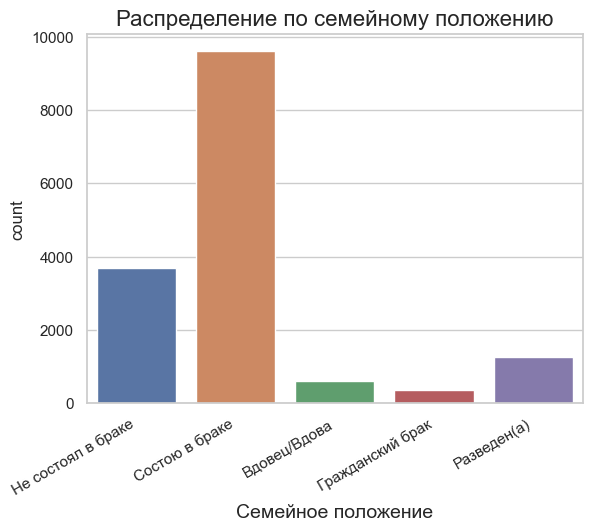 Распределение по семейному положению
10000
8000
6000
4000
2000
0
count
Не состоял в браке
Состою в браке
Вдовец/Вдова
Гражданский брак
Разведен(а)
Семейное положение